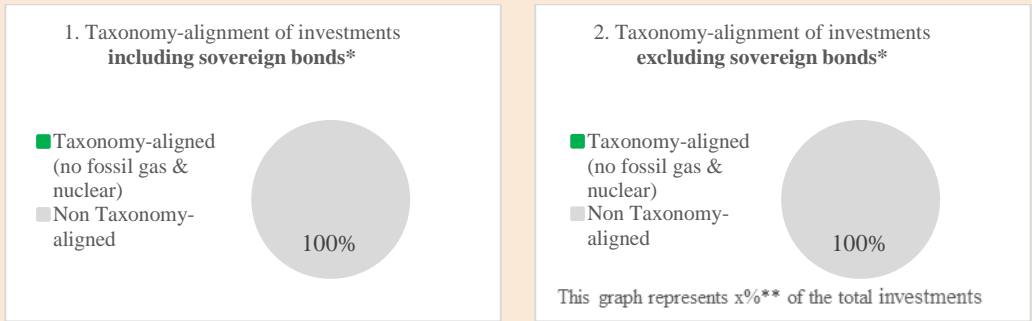 1. Taxonomy-alignment of investments
including sovereign bonds*
Taxonomy-aligned
(no fossil gas &
nuclear)
Non Taxonomy-
aligned
100%
2. Taxonomy-alignment of investments
excluding sovereign bonds*
Taxonomy-aligned
(no fossil gas &
nuclear)
Non Taxonomy-
aligned
100%
This graph represents x%** of the total investments